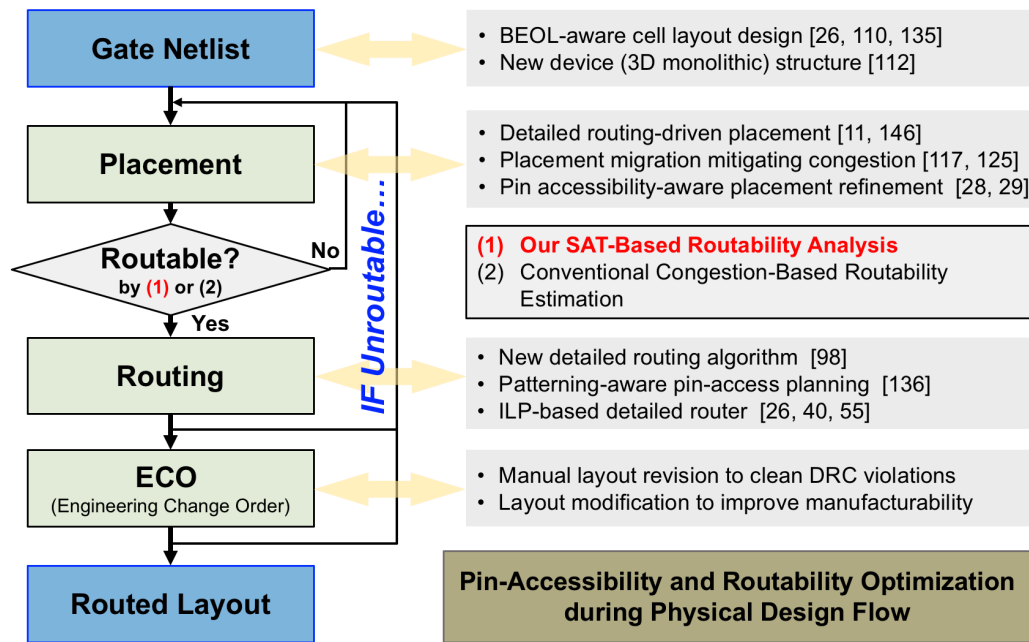 Gate Netlist
• BEOL-aware cell layout design [26, 110, 135]
• New device (3D monolithic) structure [112]
Placement
• Detailed routing-driven placement [11, 146]
• Placement migration mitigating congestion [117, 125]
• Pin accessibility-aware placement refinement [28, 29]
IF Unroutable...
Routable?
by (1) or (2)
No
Yes
(1) Our SAT-Based Routability Analysis
(2) Conventional Congestion-Based Routability
Estimation
Routing
• New detailed routing algorithm [98]
• Patterning-aware pin-access planning [136]
• ILP-based detailed router [26, 40, 55]
ECO
(Engineering Change Order)
• Manual layout revision to clean DRC violations
• Layout modification to improve manufacturability
Routed Layout
Pin-Accessibility and Routability Optimization
during Physical Design Flow